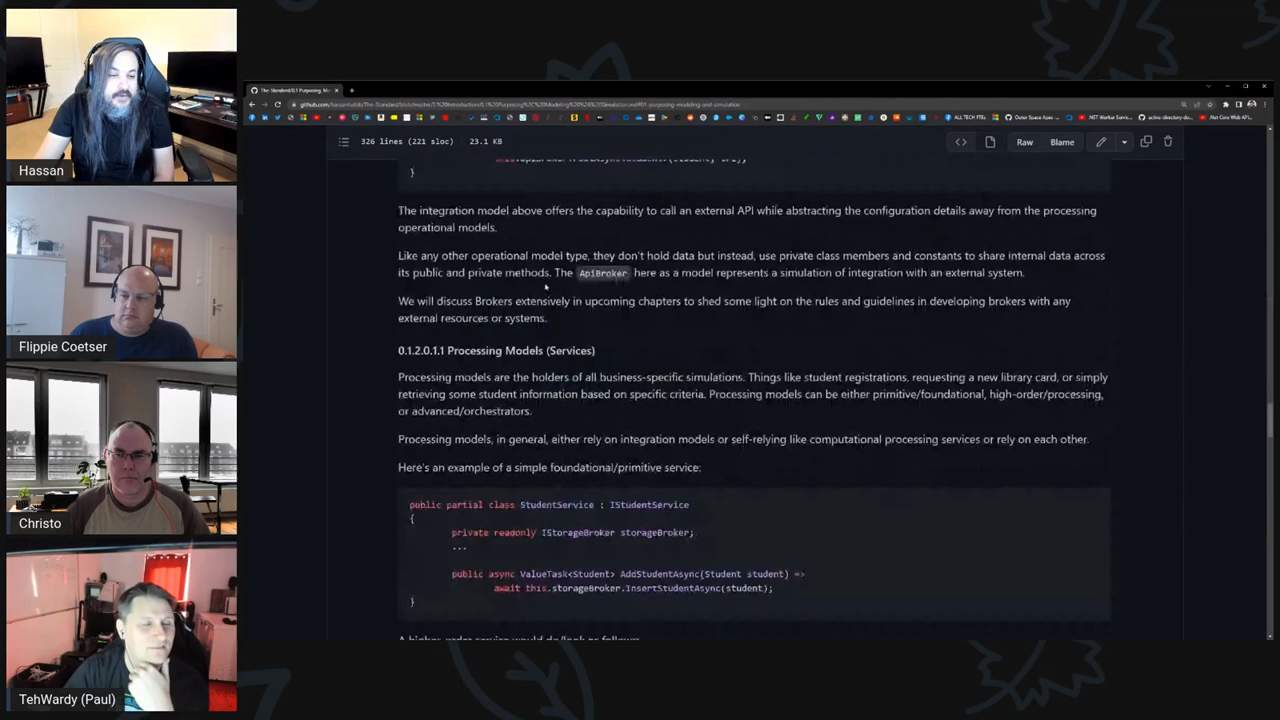 Hassan
Flippie Coetser
Christo
TehWardy (Paul)
326 lines (221 sloc) 23.1 KB
Raw
Blame
}
The integration model above offers the capability to call an external API while abstracting the configuration details away from the processing
operational models.
Like any other operational model type, they don't hold data but instead, use private class members and constants to share internal data across
its public and private methods. The ApiBroker here as a model represents a simulation of integration with an external system.
We will discuss Brokers extensively in upcoming chapters to shed some light on the rules and guidelines in developing brokers with any
external resources or systems.
0.1.2.0.1.1 Processing Models (Services)
Processing models are the holders of all business-specific simulations. Things like student registrations, requesting a new library card, or simply
retrieving some student information based on specific criteria. Processing models can be either primitive/foundational, high-order/processing,
or advanced/orchestrators.
Processing models, in general, either rely on integration models or self-relying like computational processing services or rely on each other.
Here's an example of a simple foundational/primitive service:
public partial class StudentService : IStudentService
{
private readonly IStorageBroker storageBroker;
...
public async ValueTask<Student> AddStudentAsync(Student student) =>
await this.storageBroker.InsertStudentAsync(student);
}